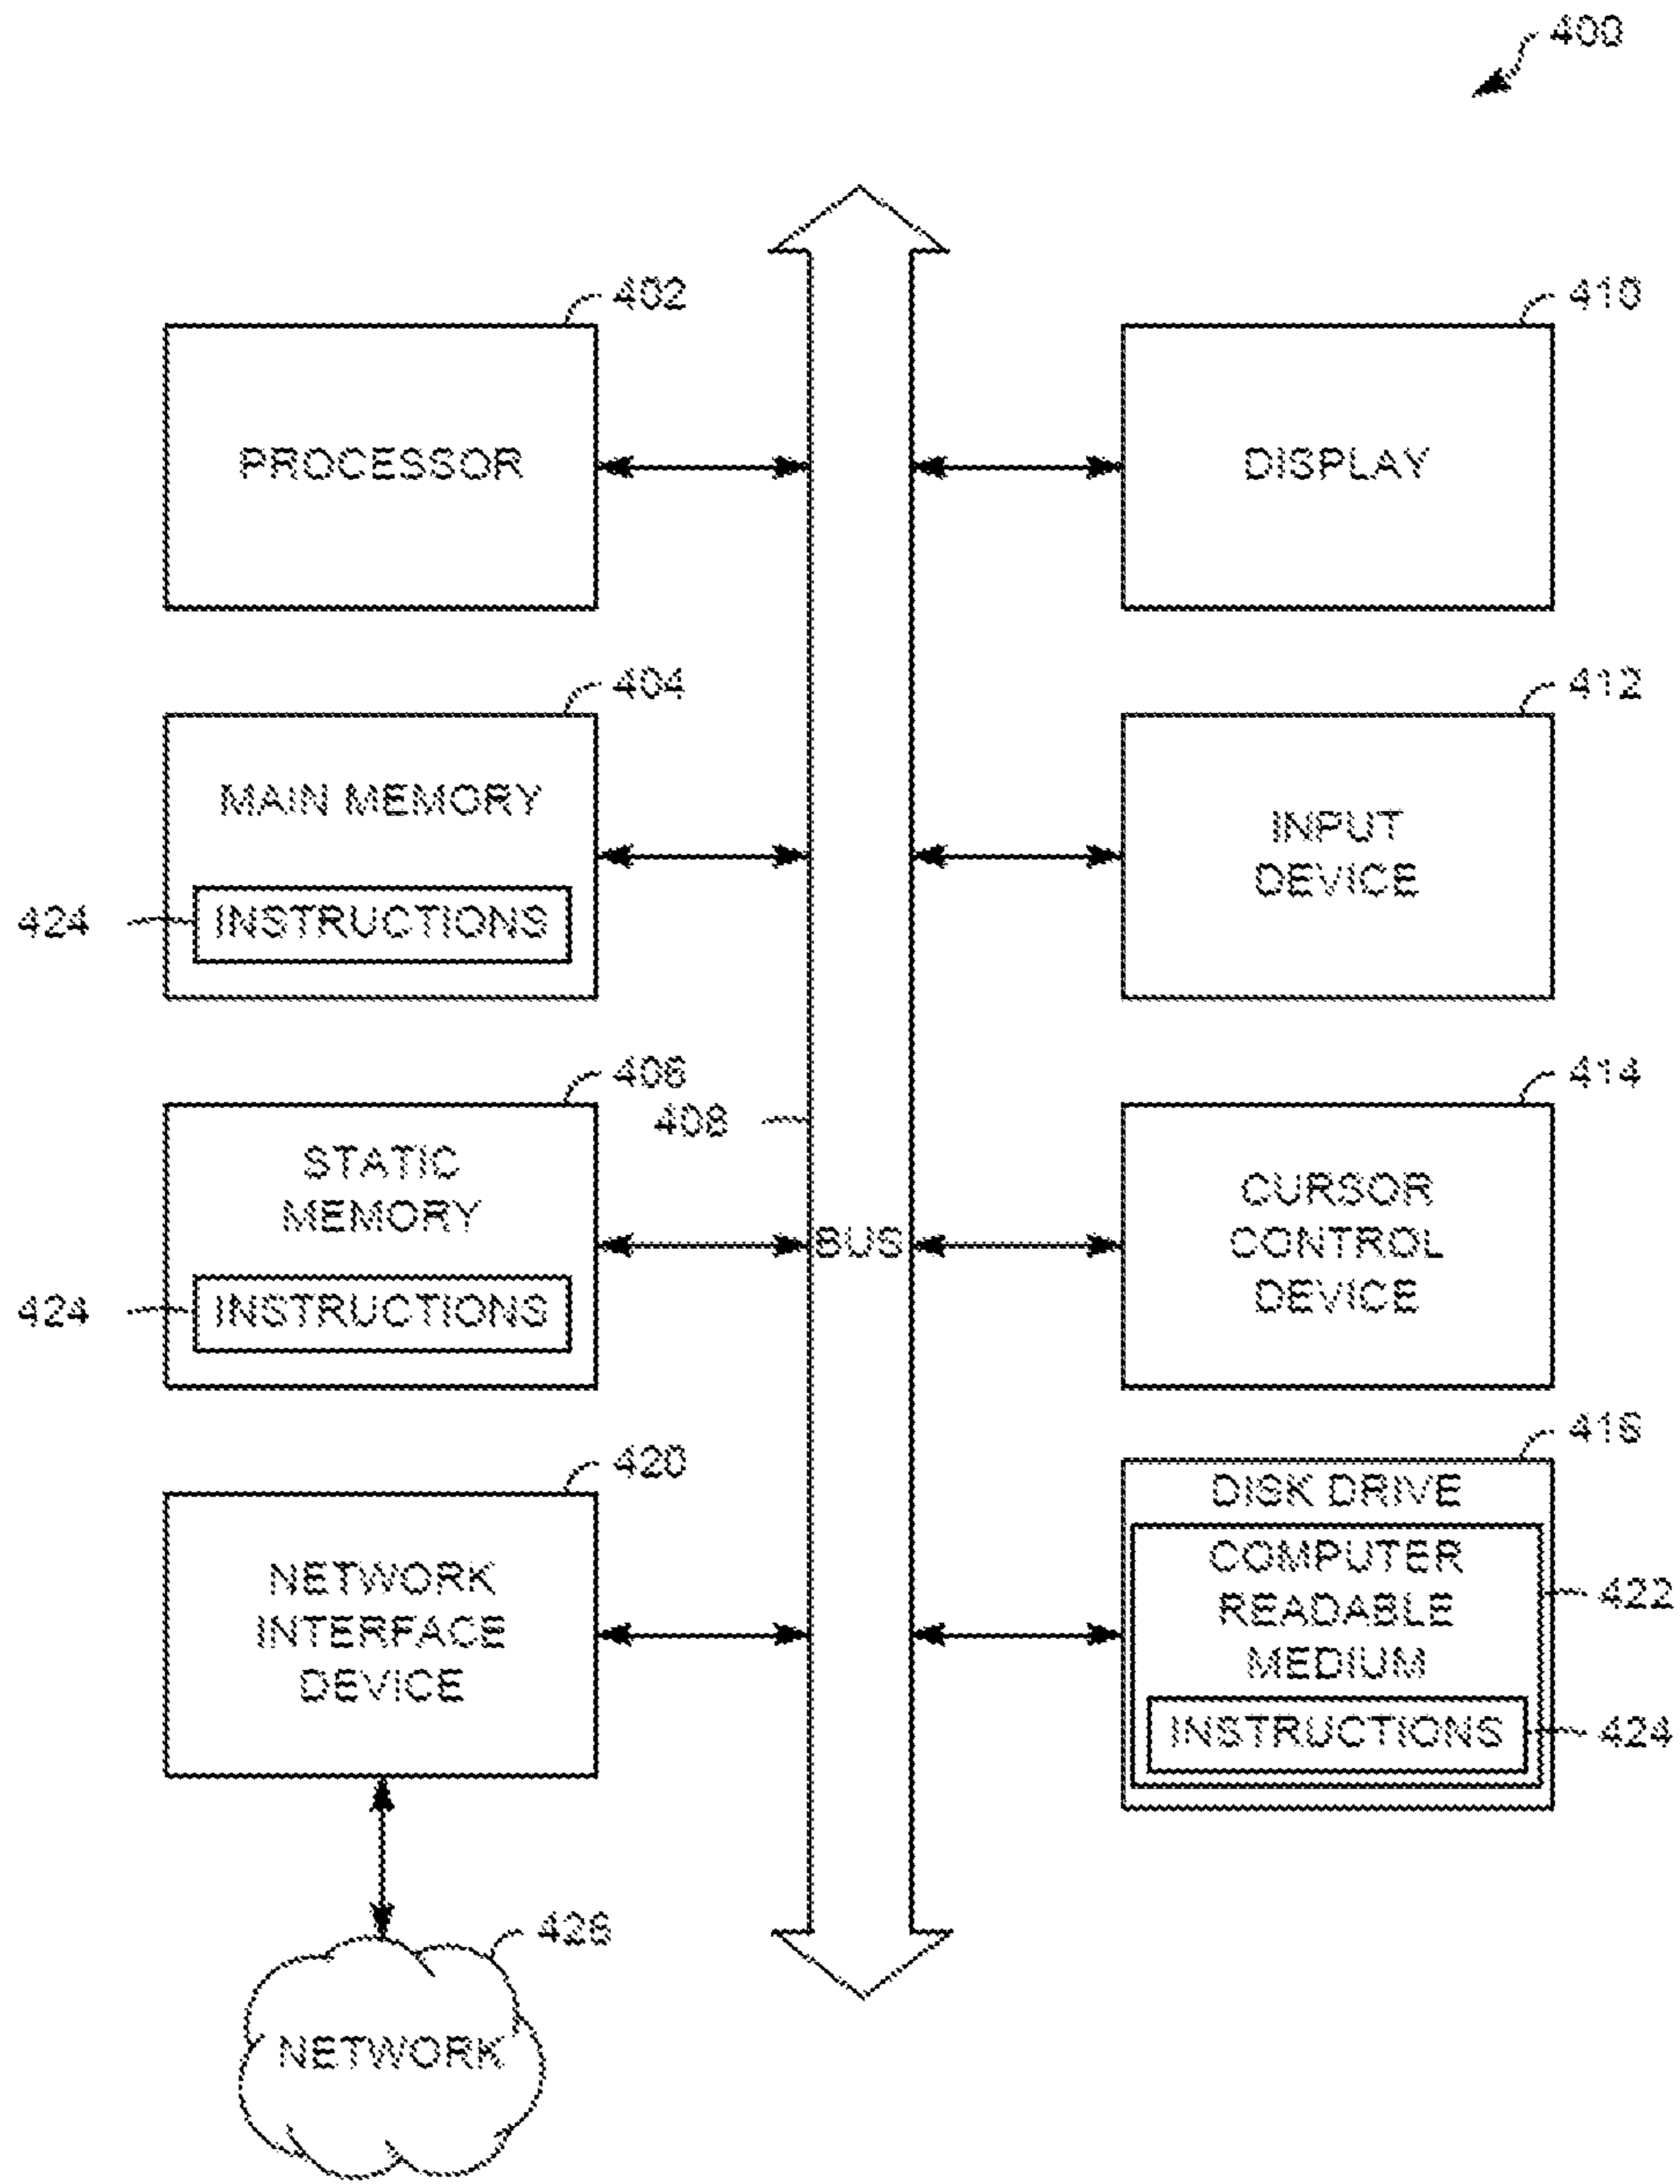 400
402
PROCESSOR
410
DISPLAY
404
MAIN MEMORY
424
INSTRUCTIONS
412
INPUT
DEVICE
406
STATIC
MEMORY
424
INSTRUCTIONS
408
BUS
414
CURSOR
CONTROL
DEVICE
420
NETWORK
INTERFACE
DEVICE
416
DISK DRIVE
COMPUTER
READABLE
MEDIUM
422
INSTRUCTIONS
424
426
NETWORK